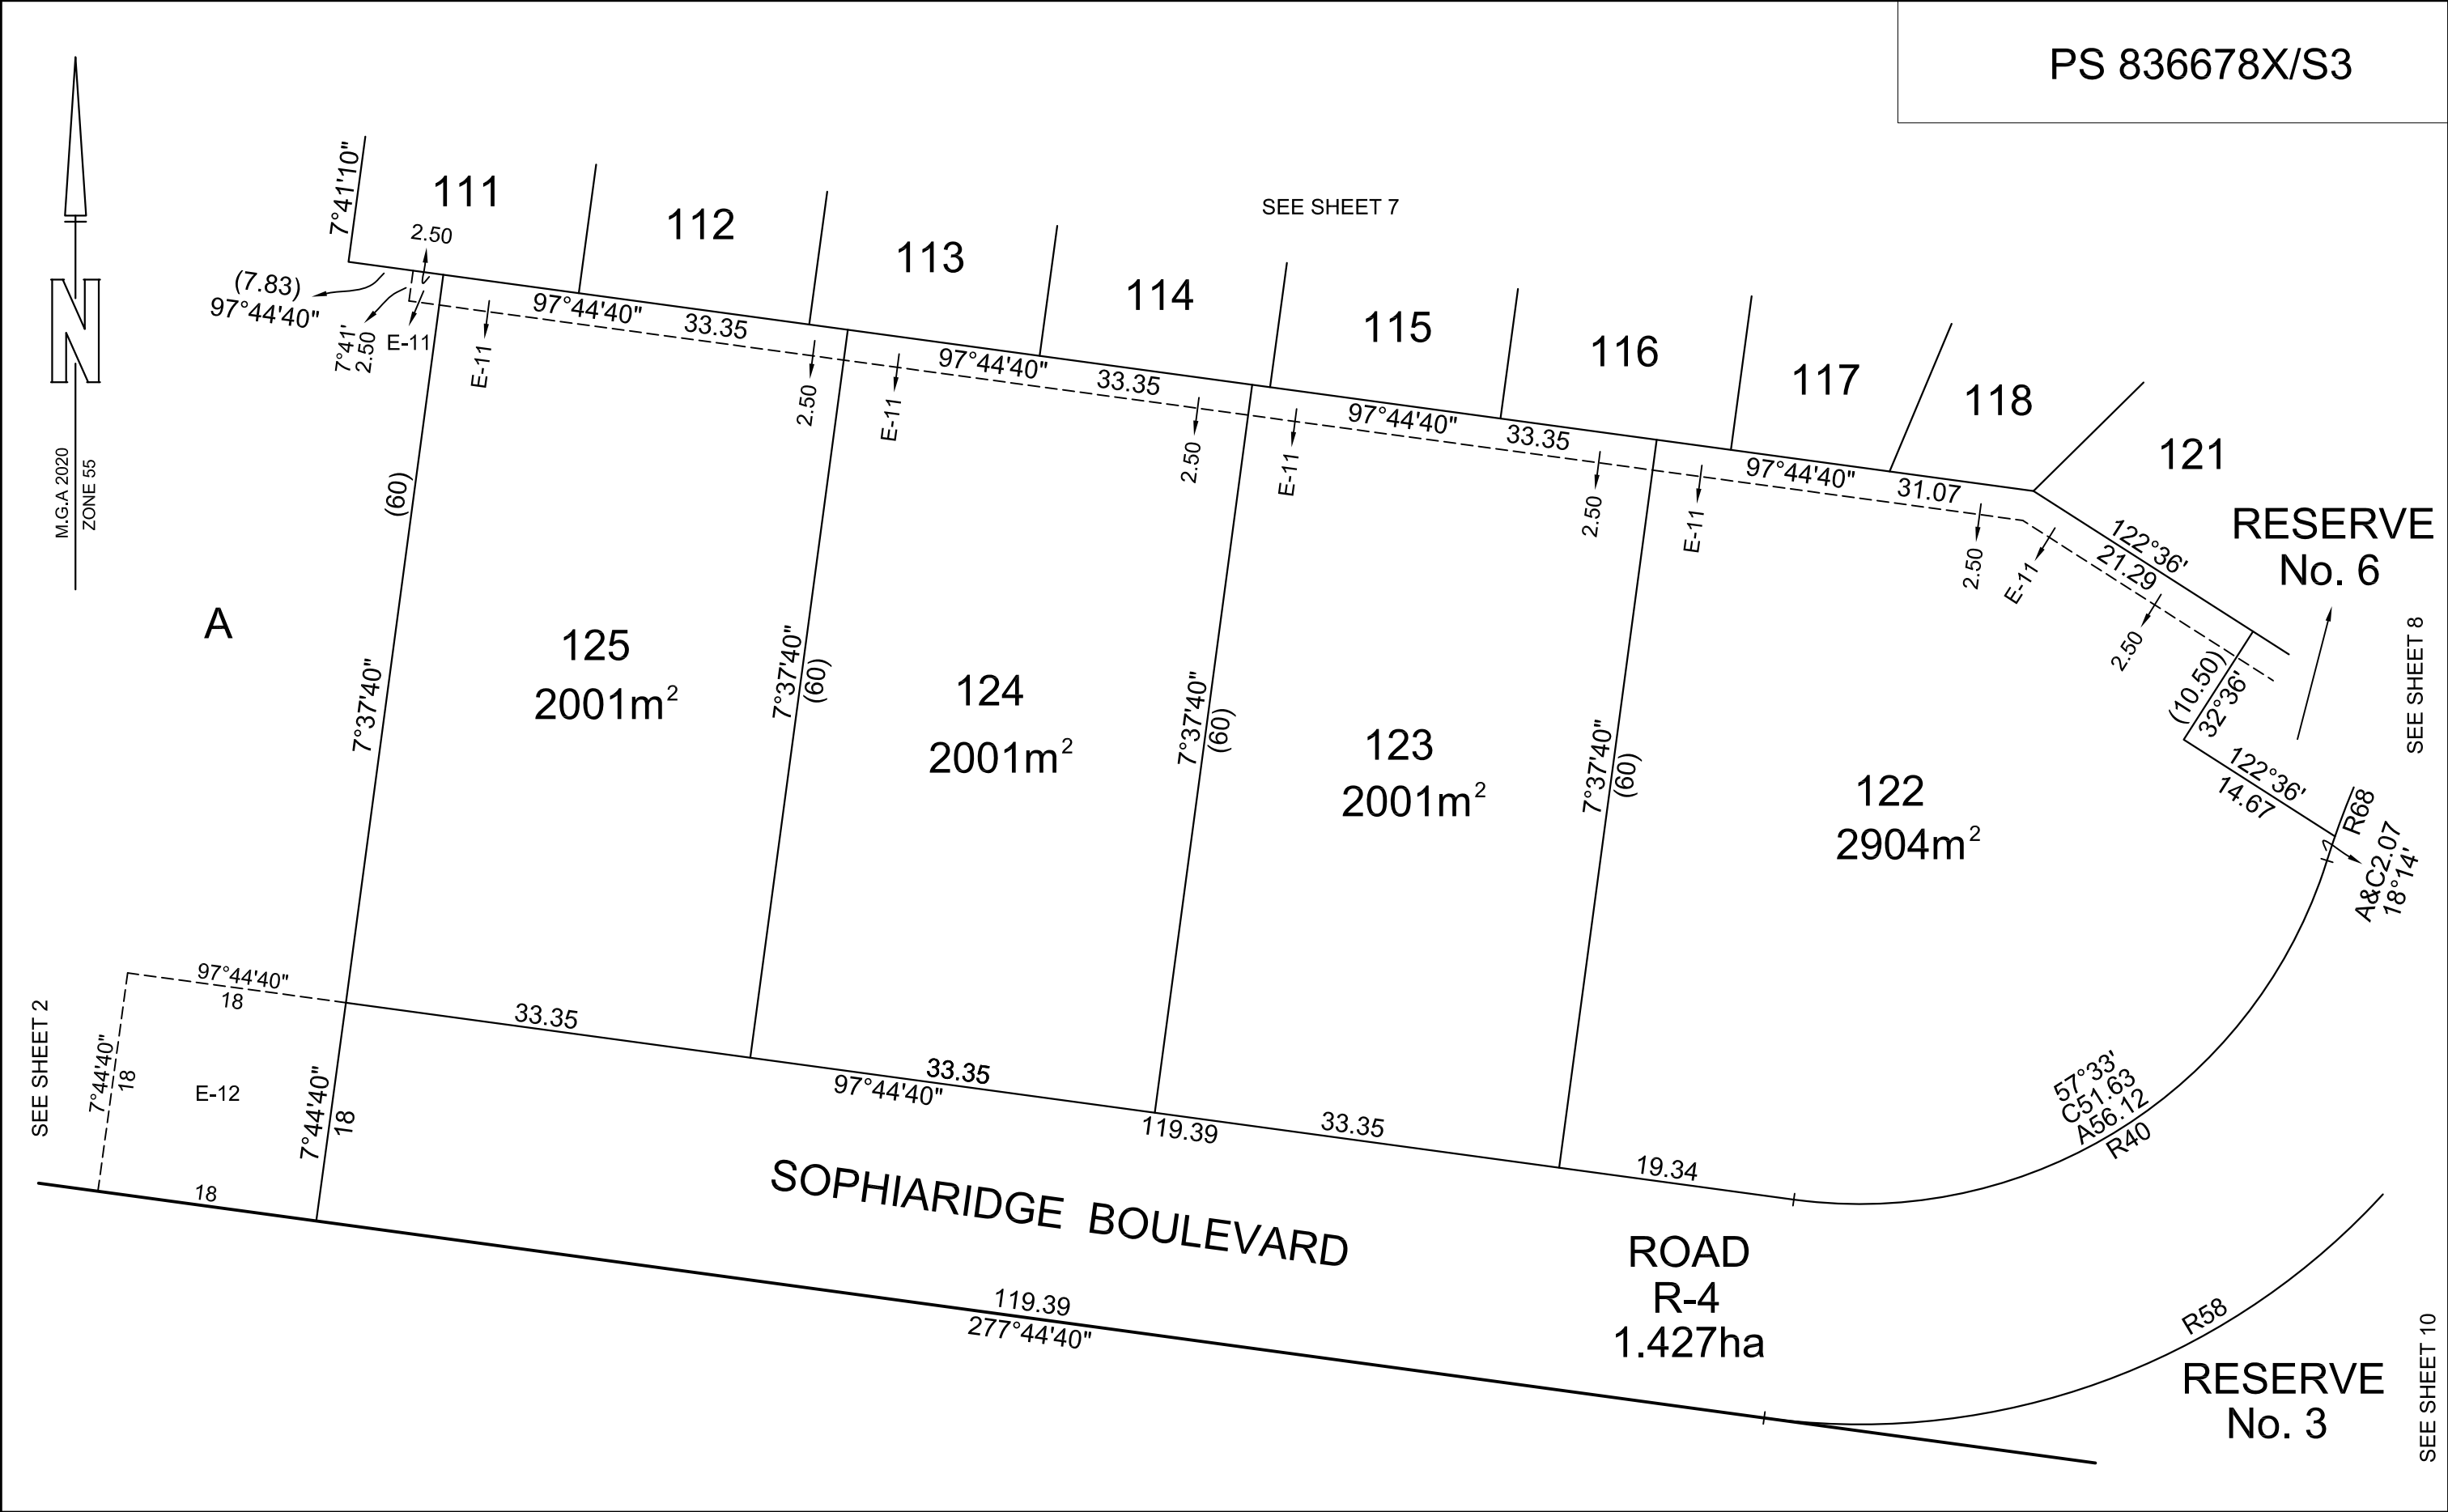 PS 836678X/S3
N
M.G.A 2020
ZONE 55
SEE SHEET 7
111
112
113
114
115
116
117
118
121
7°41'10"
2.50
(7.83)
97°44'40"
7°41'
2.50
E-11
E-11
97°44'40"
33.35
2.50
E-11
97°44'40"
33.35
2.50
E-11
97°44'40"
33.35
2.50
E-11
97°44'40"
31.07
2.50
E-11
122°36'
21.29
2.50
RESERVE
No. 6
(10.50)
32°36'
122°36'
14.67
R68
A&C2.07
18°14'
SEE SHEET 8
A
(60)
7°37'40"
125
2001m²
7°37'40"
(60)
124
2001m²
7°37'40"
(60)
123
2001m²
7°37'40"
(60)
122
2904m²
SEE SHEET 2
97°44'40"
18
7°44'40"
18
E-12
7°44'40"
18
18
33.35
33.35
97°44'40"
119.39
33.35
19.34
57°33'
C51.63
A56.12
R40
SOPHIARIDGE BOULEVARD
119.39
277°44'40"
ROAD
R-4
1.427ha
R58
RESERVE
No. 3
SEE SHEET 10